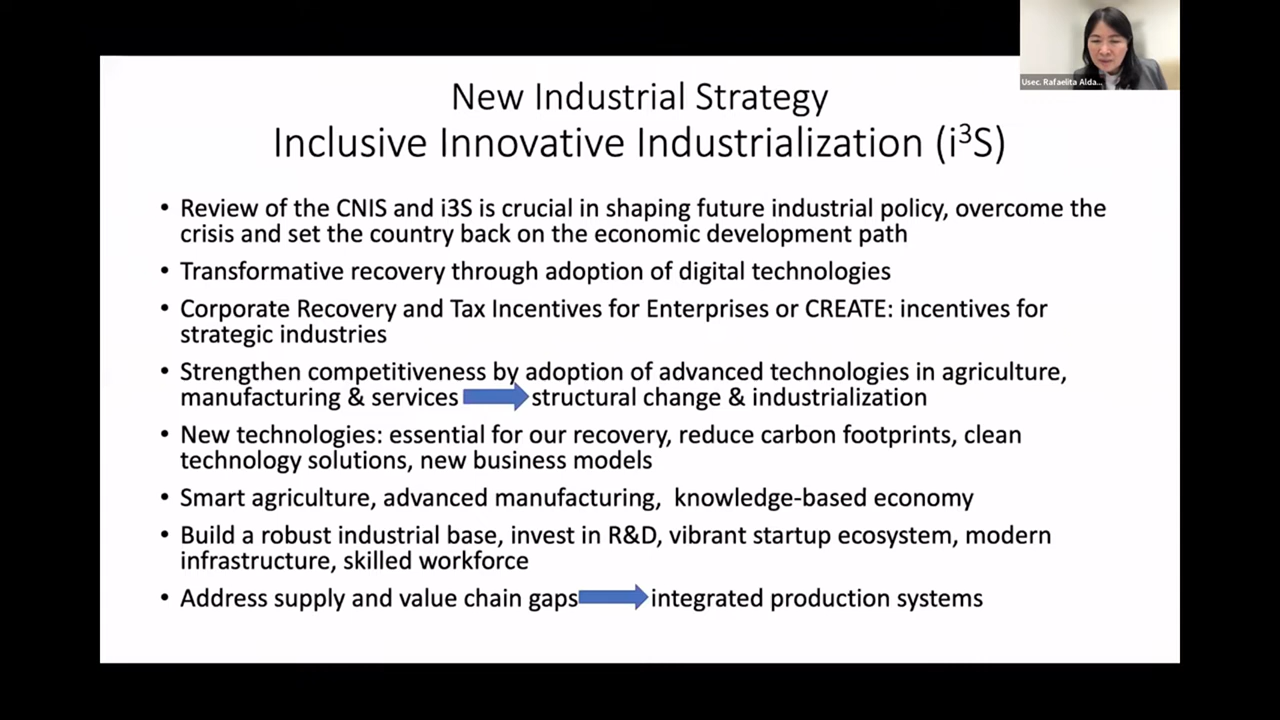 Usec. Rafaelita Alda...
New Industrial Strategy
Inclusive Innovative Industrialization (i³S)
• Review of the CNIS and i3S is crucial in shaping future industrial policy, overcome the
crisis and set the country back on the economic development path
• Transformative recovery through adoption of digital technologies
• Corporate Recovery and Tax Incentives for Enterprises or CREATE: incentives for
strategic industries
• Strengthen competitiveness by adoption of advanced technologies in agriculture,
manufacturing & services structural change & industrialization
• New technologies: essential for our recovery, reduce carbon footprints, clean
technology solutions, new business models
• Smart agriculture, advanced manufacturing, knowledge-based economy
• Build a robust industrial base, invest in R&D, vibrant startup ecosystem, modern
infrastructure, skilled workforce
• Address supply and value chain gaps integrated production systems